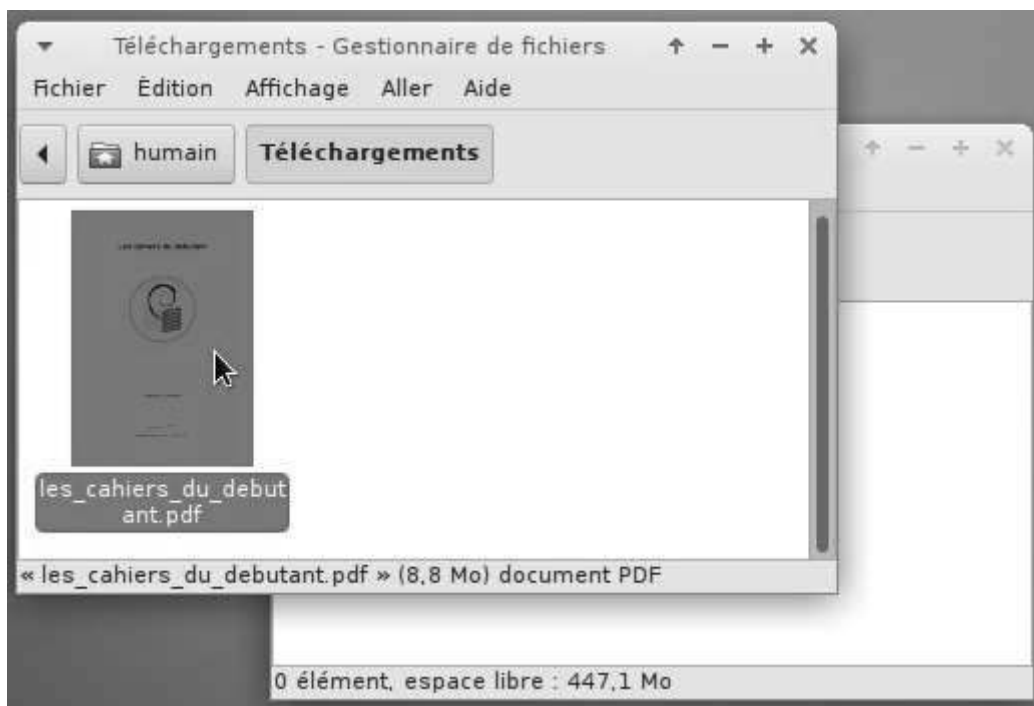 Téléchargements - Gestionnaire de fichiers
Fichier Édition Affichage Aller Aide
humain Téléchargements
les_cahiers_du_debut
ant.pdf
« les_cahiers_du_debutant.pdf » (8,8 Mo) document PDF
0 élément, espace libre : 447,1 Mo